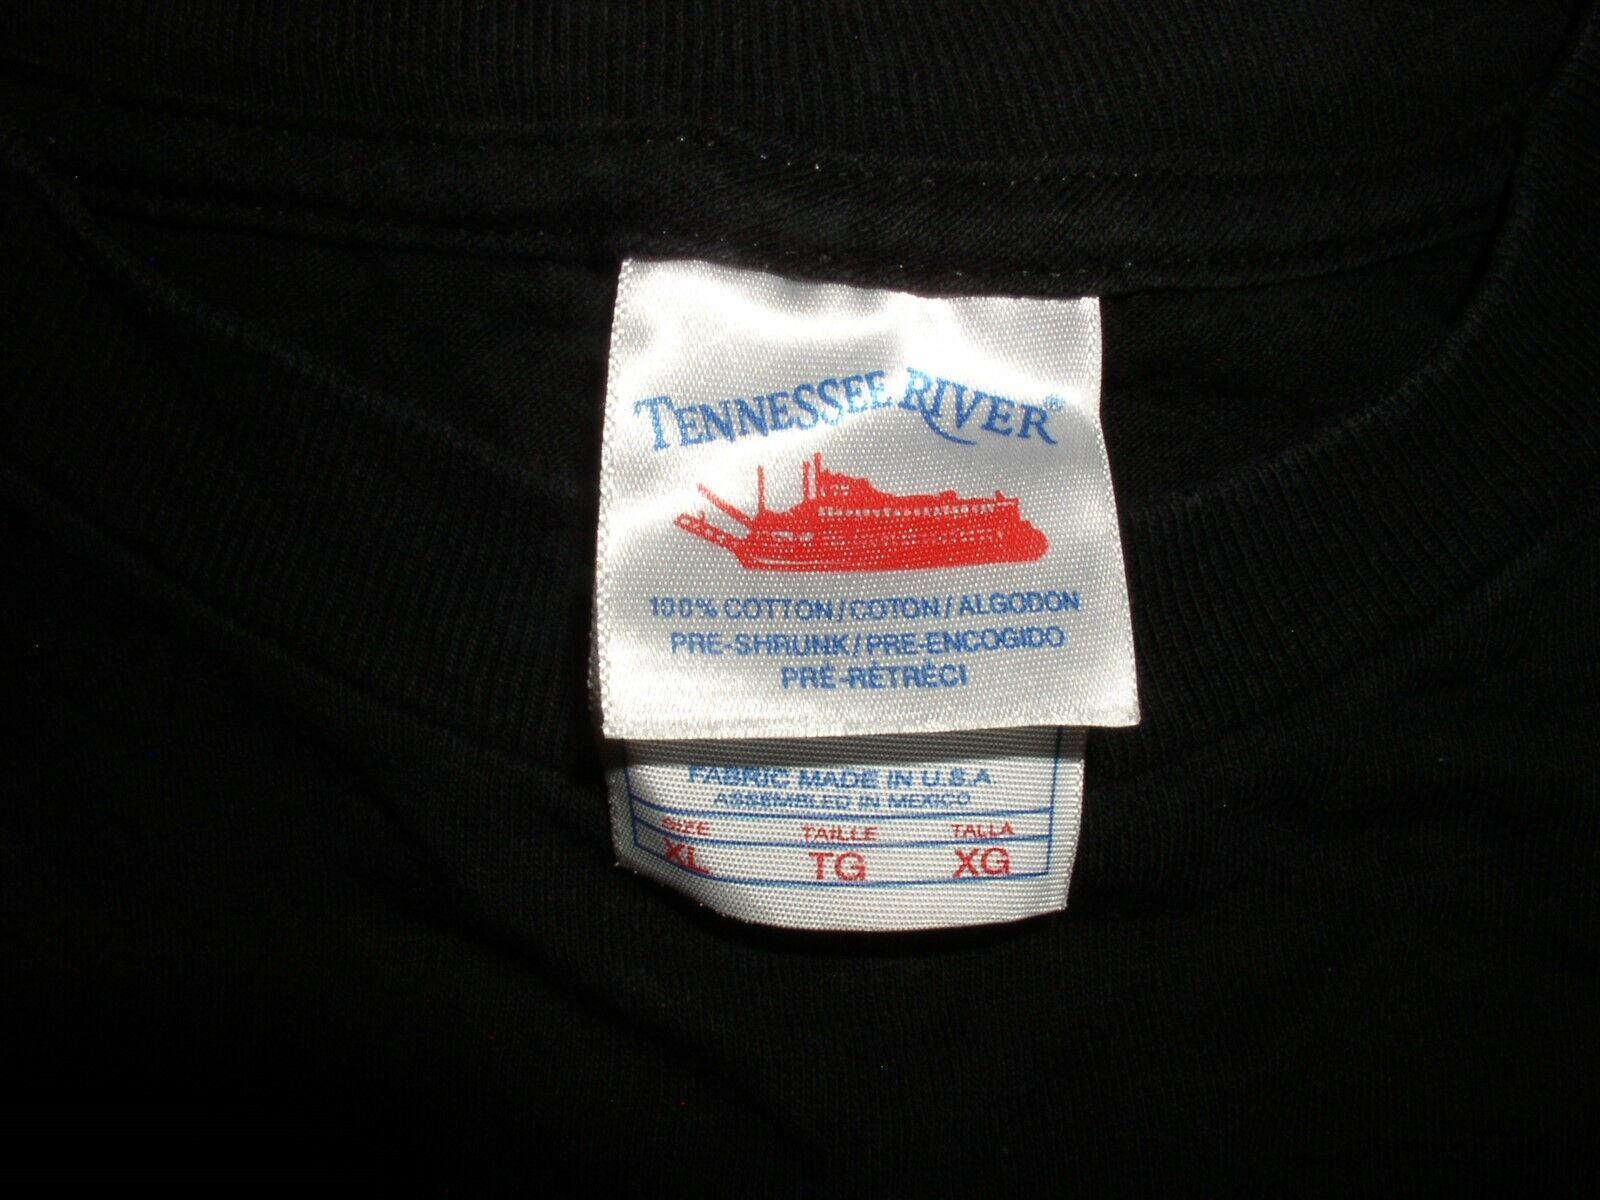 TENNESSEE RIVER®
100% COTTON/COTON/ALGODON
PRE-SHRUNK/PRE-ENCOGIDO
PRÉ-RÉTRÉCI
FABRIC MADE IN U.S.A
ASSEMBLED IN MEXICO
SIZE TAILLE TALLA
XL TG XG